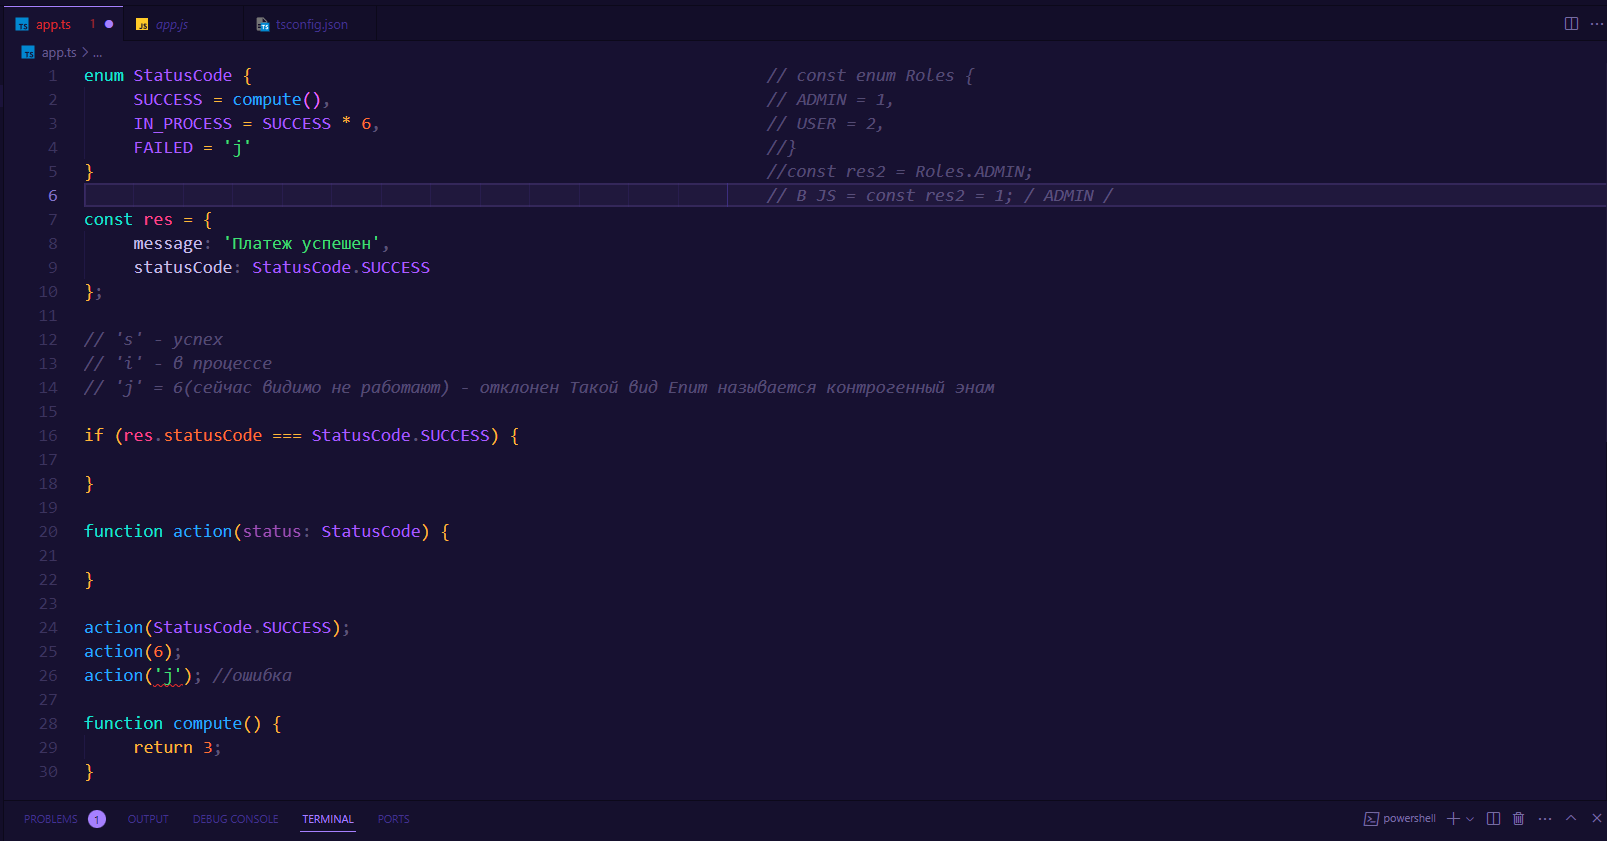 TS app.ts 1 JS app.js TS tsconfig.json ...
TS app.ts > ...
1 enum StatusCode { // const enum Roles {
2 SUCCESS = compute(), // ADMIN = 1,
3 IN_PROCESS = SUCCESS * 6, // USER = 2,
4 FAILED = 'j' //}
5 } //const res2 = Roles.ADMIN;
6 // В JS = const res2 = 1; / ADMIN /
7 const res = {
8 message: 'Платеж успешен',
9 statusCode: StatusCode.SUCCESS
10 };
11
12 // 's' - успех
13 // 'i' - в процессе
14 // 'j' = 6(сейчас видимо не работают) - отклонен Такой вид Enum называется контрогенный энам
15
16 if (res.statusCode === StatusCode.SUCCESS) {
17
18 }
19
20 function action(status: StatusCode) {
21
22 }
23
24 action(StatusCode.SUCCESS);
25 action(6);
26 action('j'); //ошибка
27
28 function compute() {
29 return 3;
30 }
PROBLEMS 1 OUTPUT DEBUG CONSOLE TERMINAL PORTS powershell ...